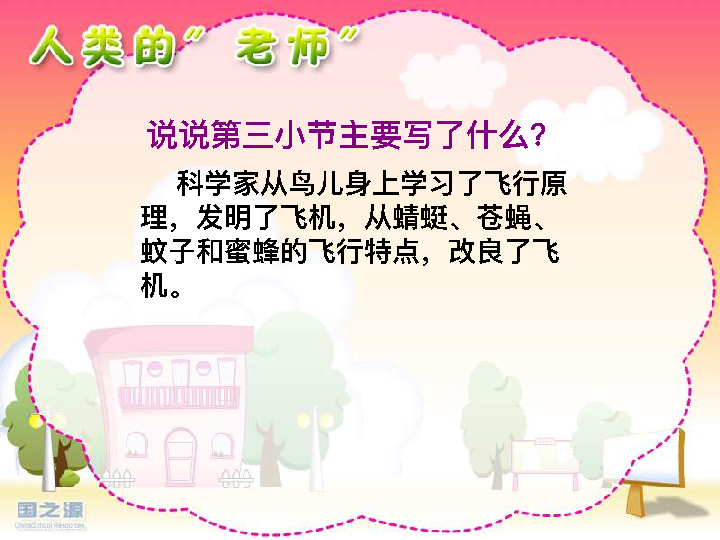 人类的”老师”
说说第三小节主要写了什么?
科学家从鸟儿身上学习了飞行原
理，发明了飞机，从蜻蜓、苍蝇、
蚊子和蜜蜂的飞行特点，改良了飞
机。
国之源